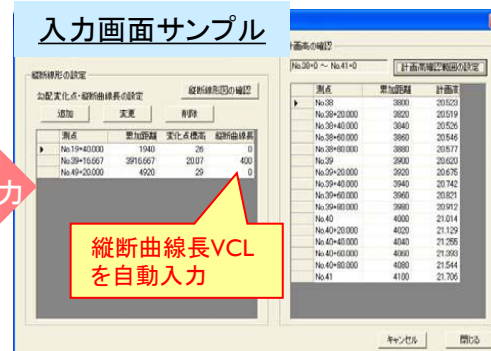 入力画面サンプル
力
縦断線形の設定
勾配変化点・縦断曲線長の設定
縦断線形図の確認
追加 変更 削除
測点 累加距離 変化点標高 縦断曲線長
No.19+40.000 1940 26 0
No.39+16.667 3916.667 20.07 400
No.49+20.000 4920 29 0
縦断曲線長VCL
を自動入力
計画高の確認
No.38+0 ～ No.41+0 計画高確認範囲の設定
測点 累加距離 計画高
No.38 3800 20.523
No.38+20.000 3820 20.519
No.38+40.000 3840 20.526
No.38+60.000 3860 20.546
No.38+80.000 3880 20.577
No.39 3900 20.620
No.39+20.000 3920 20.675
No.39+40.000 3940 20.742
No.39+60.000 3960 20.821
No.39+80.000 3980 20.912
No.40 4000 21.014
No.40+20.000 4020 21.129
No.40+40.000 4040 21.255
No.40+60.000 4060 21.393
No.40+80.000 4080 21.544
No.41 4100 21.706
キャンセル 閉じる